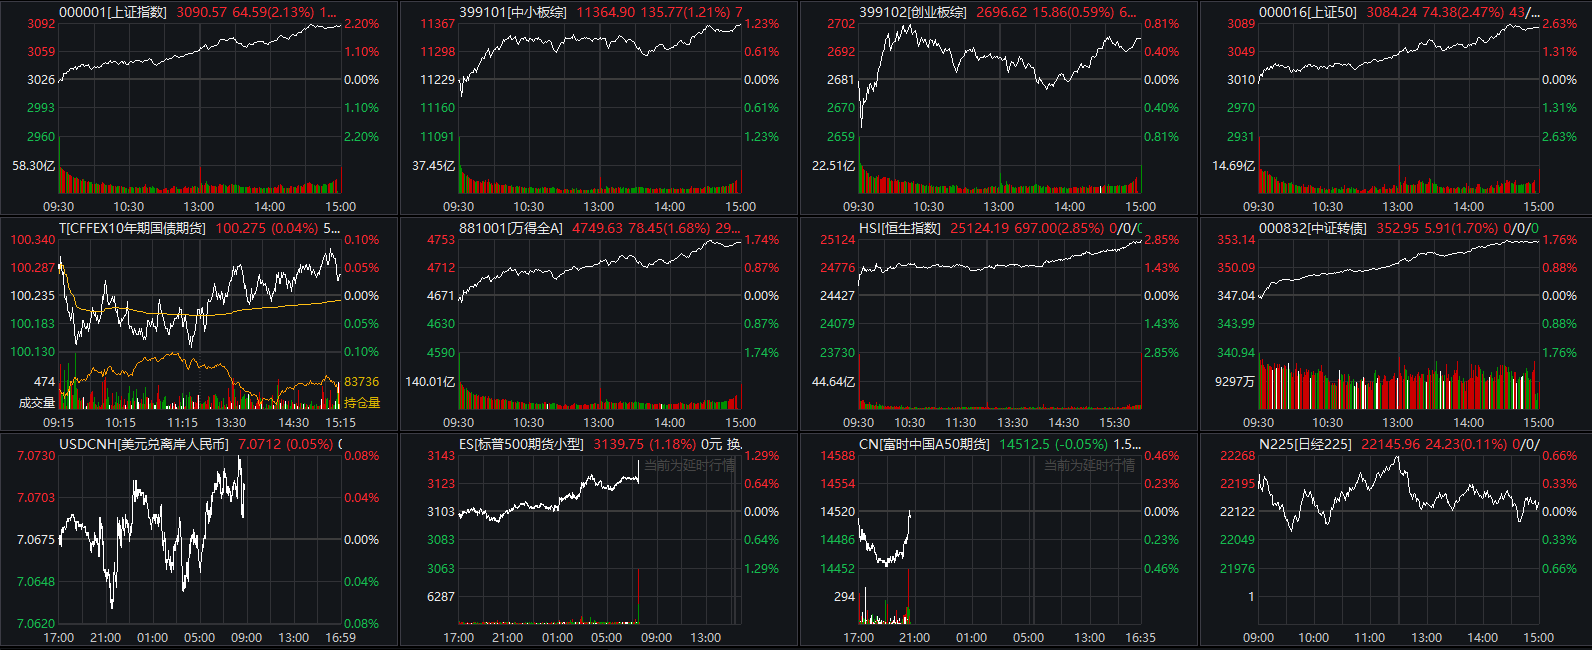 000001[上证指数] 3090.57 64.59(2.13%) 1...
3092 2.20%
3059 1.10%
3026 0.00%
2993 1.10%
2960 2.20%
58.30亿
09:30 10:30 13:00 14:00 15:00
399101[中小板综] 11364.90 135.77(1.21%) 7
11367 1.23%
11298 0.61%
11229 0.00%
11160 0.61%
11091 1.23%
37.45亿
09:30 10:30 13:00 14:00 15:00
399102[创业板综] 2696.62 15.86(0.59%) 6...
2702 0.81%
2692 0.40%
2681 0.00%
2670 0.40%
2659 0.81%
22.51亿
09:30 10:30 13:00 14:00 15:00
000016[上证50] 3084.24 74.38(2.47%) 43/...
3089 2.63%
3049 1.31%
3010 0.00%
2970 1.31%
2931 2.63%
14.69亿
09:30 10:30 13:00 14:00 15:00
T[CFFEX10年期国债期货] 100.275 (0.04%) 5...
100.340 0.10%
100.287 0.05%
100.235 0.00%
100.183 0.05%
100.130 0.10%
474 83736
成交量 持仓量
09:15 10:15 11:15 13:30 14:30 15:15
881001[万得全A] 4749.63 78.45(1.68%) 29...
4753 1.74%
4712 0.87%
4671 0.00%
4630 0.87%
4590 1.74%
140.01亿
09:30 10:30 13:00 14:00 15:00
HSI[恒生指数] 25124.19 697.00(2.85%) 0/0/0
25124 2.85%
24776 1.43%
24427 0.00%
24079 1.43%
23730 2.85%
44.64亿
09:30 10:30 11:30 13:30 14:30 15:30
000832[中证转债] 352.95 5.91(1.70%) 0/0/0
353.14 1.76%
350.09 0.88%
347.04 0.00%
343.99 0.88%
340.94 1.76%
9297万
09:30 10:30 13:00 14:00 15:00
USDCNH[美元兑离岸人民币] 7.0712 (0.05%) 0
7.0730 0.08%
7.0703 0.04%
7.0675 0.00%
7.0648 0.04%
7.0620 0.08%
17:00 21:00 01:00 05:00 09:00 13:00 16:59
ES[标普500期货小型] 3139.75 (1.18%) 0元 换.
当前为延时行情
3143 1.29%
3123 0.64%
3103 0.00%
3083 0.64%
3063 1.29%
6287
17:00 21:00 01:00 05:00 09:00 13:00
CN[富时中国A50期货] 14512.5 (-0.05%) 1.5...
当前为延时行情
14588 0.46%
14554 0.23%
14520 0.00%
14486 0.23%
14452 0.46%
294
17:00 21:00 01:00 05:00 13:00 16:35
N225[日经225] 22145.96 24.23(0.11%) 0/0/
22268 0.66%
22195 0.33%
22122 0.00%
22049 0.33%
21976 0.66%
1
09:00 10:00 11:00 13:00 14:00 15:00